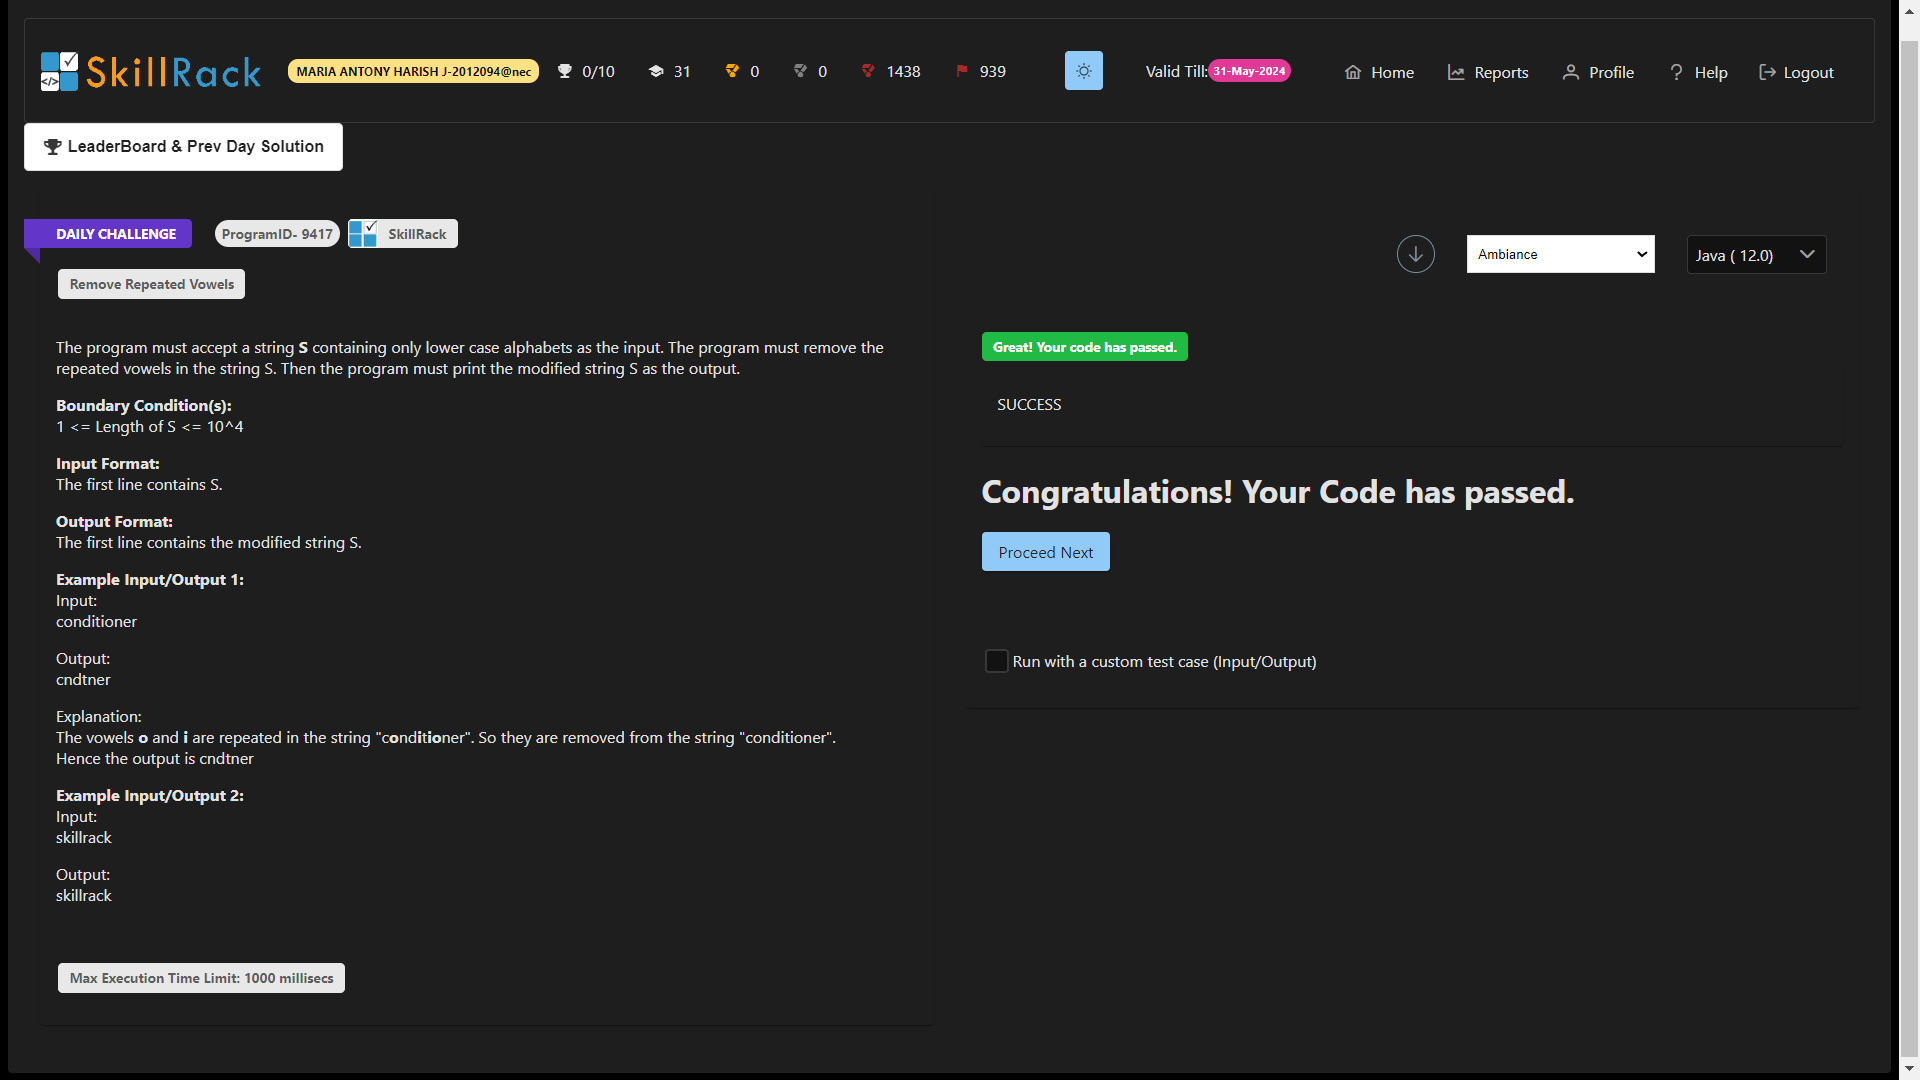 SkillRack
MARIA ANTONY HARISH J-2012094@nec
0/10
31
0
0
1438
939
Valid Till: 31-May-2024
Home
Reports
Profile
? Help
Logout
LeaderBoard & Prev Day Solution
DAILY CHALLENGE
ProgramID- 9417
SkillRack
Ambiance
Java ( 12.0)
Remove Repeated Vowels
The program must accept a string S containing only lower case alphabets as the input. The program must remove the
repeated vowels in the string S. Then the program must print the modified string S as the output.
Boundary Condition(s):
1 <= Length of S <= 10^4
Input Format:
The first line contains S.
Output Format:
The first line contains the modified string S.
Example Input/Output 1:
Input:
conditioner
Output:
cndtner
Explanation:
The vowels o and i are repeated in the string "conditioner". So they are removed from the string "conditioner".
Hence the output is cndtner
Example Input/Output 2:
Input:
skillrack
Output:
skillrack
Max Execution Time Limit: 1000 millisecs
Great! Your code has passed.
SUCCESS
Congratulations! Your Code has passed.
Proceed Next
Run with a custom test case (Input/Output)